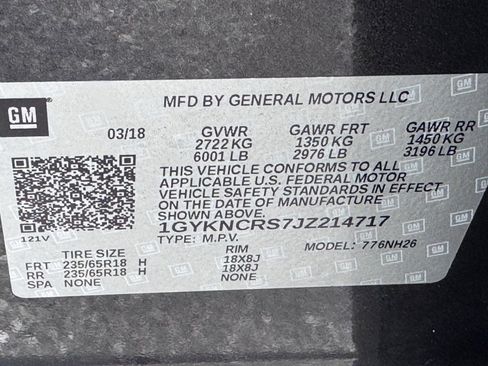 GM
MFD BY GENERAL MOTORS LLC
03/18 GVWR GAWR FRT GAWR RR
2722 KG 1350 KG 1450 KG
6001 LB 2976 LB 3196 LB
THIS VEHICLE CONFORMS TO ALL
APPLICABLE U.S. FEDERAL MOTOR
VEHICLE SAFETY STANDARDS IN EFFECT
ON THE DATE OF MANUFACTURE
SHOWN ABOVE.
1GYKNCRS7JZ214717
121V TYPE: M.P.V. MODEL: 776NH26
TIRE SIZE RIM
FRT 235/65R18 H 18X8J
RR 235/65R18 H 18X8J
SPA NONE NONE